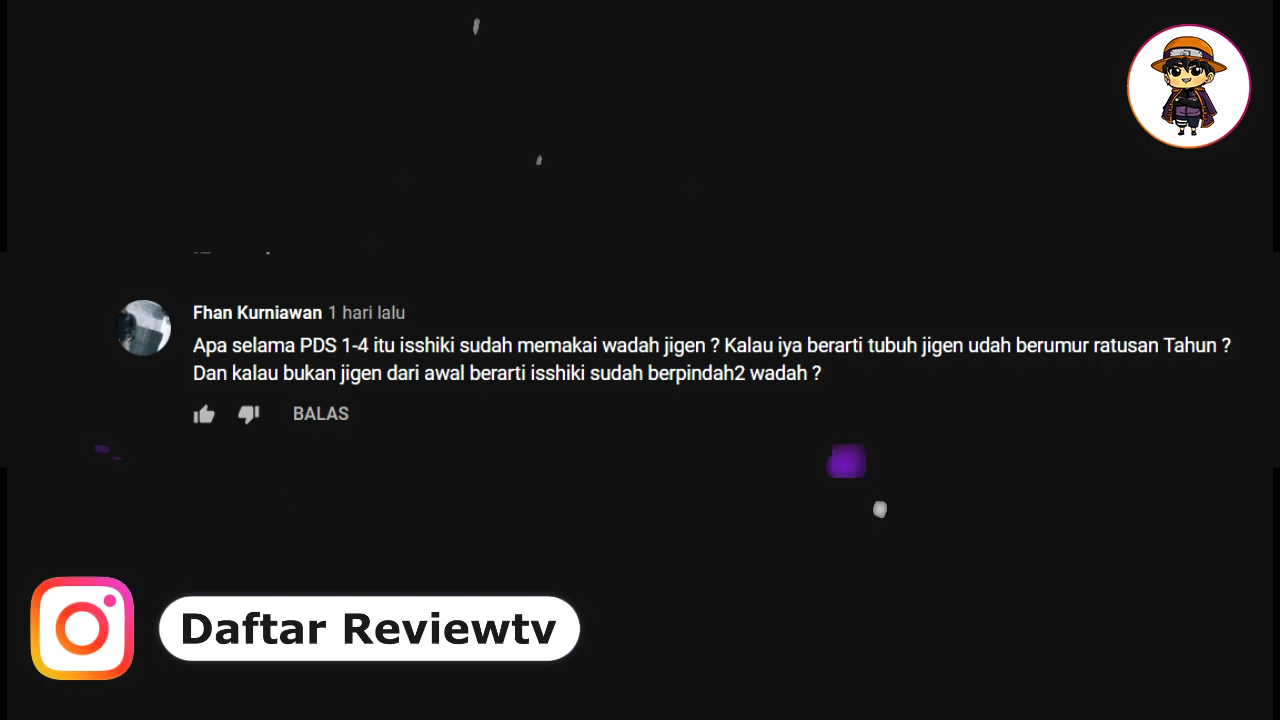 Fhan Kurniawan 1 hari lalu
Apa selama PDS 1-4 itu isshiki sudah memakai wadah jigen ? Kalau iya berarti tubuh jigen udah berumur ratusan Tahun ?
Dan kalau bukan jigen dari awal berarti isshiki sudah berpindah2 wadah ?
BALAS
Daftar Reviewtv